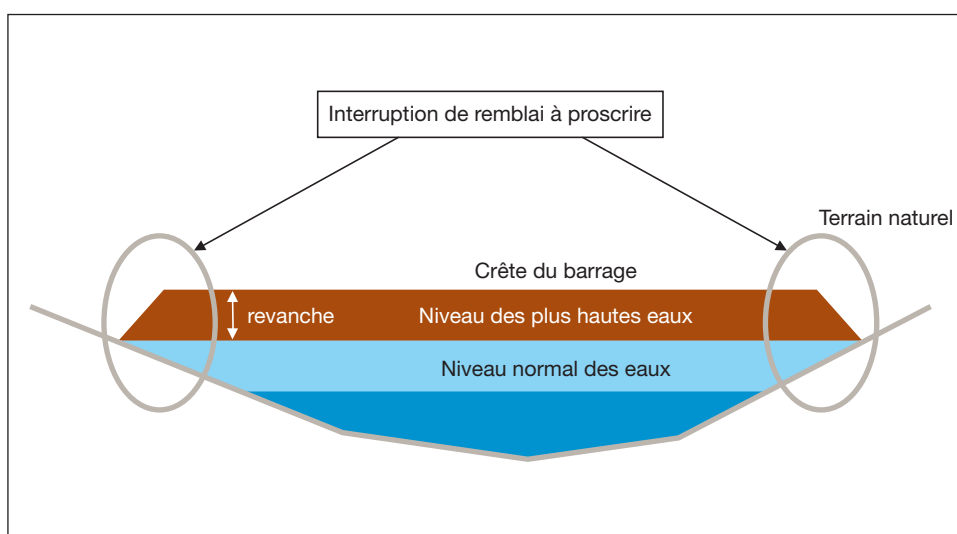 Interruption de remblai à proscrire
Terrain naturel
Crête du barrage
revanche
Niveau des plus hautes eaux
Niveau normal des eaux